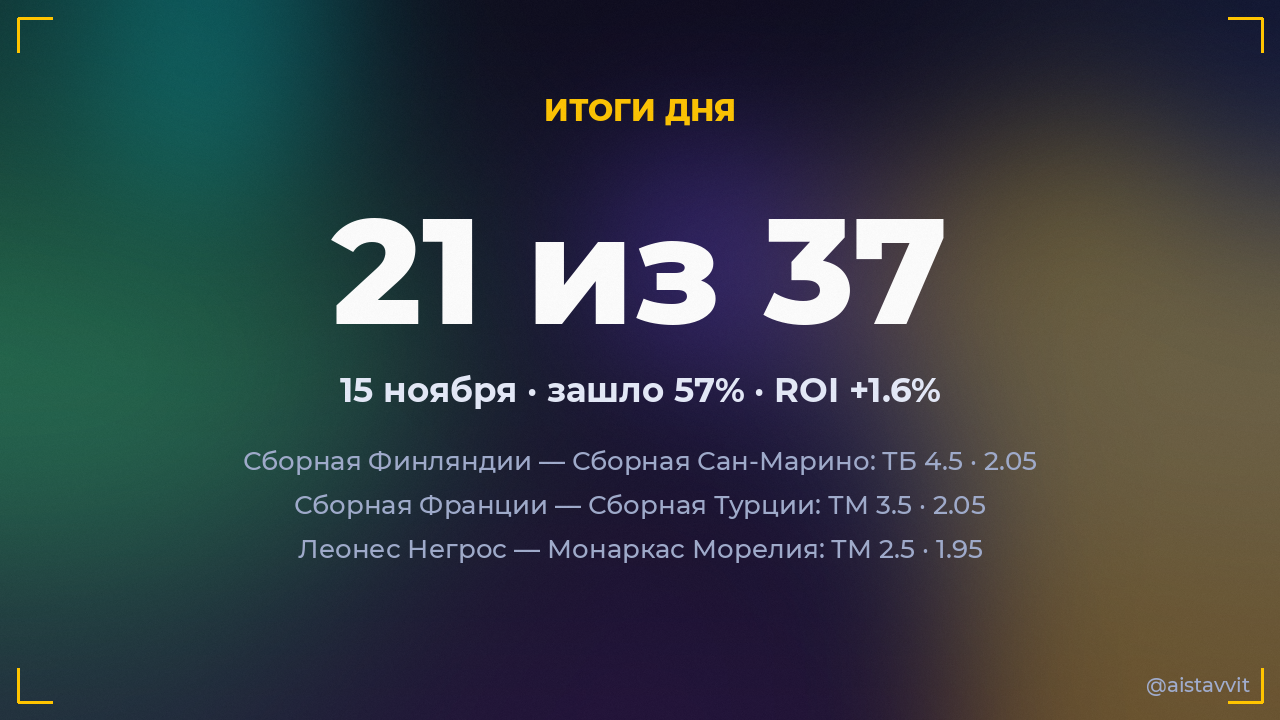 ИТОГИ ДНЯ
21 из 37
15 ноября · зашло 57% · ROI +1.6%
Сборная Финляндии — Сборная Сан-Марино: ТБ 4.5 · 2.05
Сборная Франции — Сборная Турции: ТМ 3.5 · 2.05
Леонес Негрос — Монаркас Морелия: ТМ 2.5 · 1.95
@aistavvit